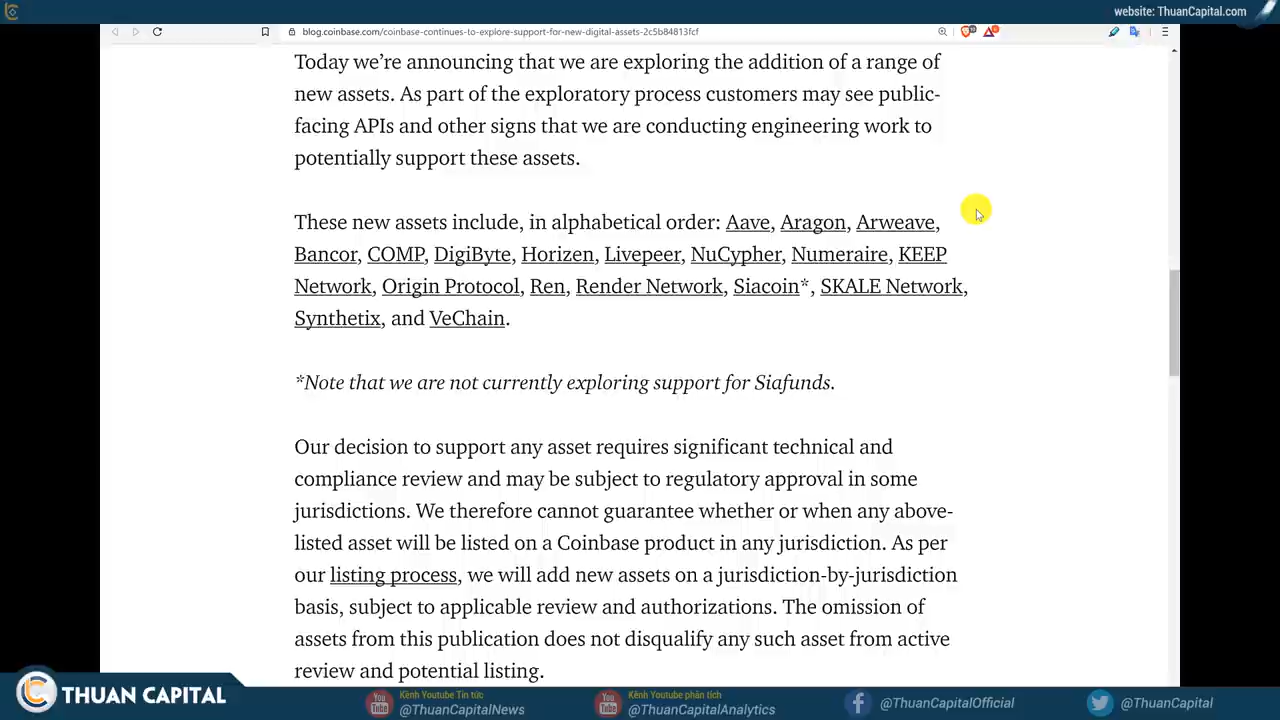 website: ThuanCapital.com
blog.coinbase.com/coinbase-continues-to-explore-support-for-new-digital-assets-2c5b84813fcf
Today we’re announcing that we are exploring the addition of a range of
new assets. As part of the exploratory process customers may see public-
facing APIs and other signs that we are conducting engineering work to
potentially support these assets.
These new assets include, in alphabetical order: Aave, Aragon, Arweave,
Bancor, COMP, DigiByte, Horizen, Livepeer, NuCypher, Numeraire, KEEP
Network, Origin Protocol, Ren, Render Network, Siacoin*, SKALE Network,
Synthetix, and VeChain.
*Note that we are not currently exploring support for Siafunds.
Our decision to support any asset requires significant technical and
compliance review and may be subject to regulatory approval in some
jurisdictions. We therefore cannot guarantee whether or when any above-
listed asset will be listed on a Coinbase product in any jurisdiction. As per
our listing process, we will add new assets on a jurisdiction-by-jurisdiction
basis, subject to applicable review and authorizations. The omission of
assets from this publication does not disqualify any such asset from active
review and potential listing.
THUAN CAPITAL
You
Kênh Youtube Tin tức:
@ThuanCapitalNews
You
Kênh Youtube phân tích
@ThuanCapitalAnalytics
@ThuanCapitalOfficial
@ThuanCapital